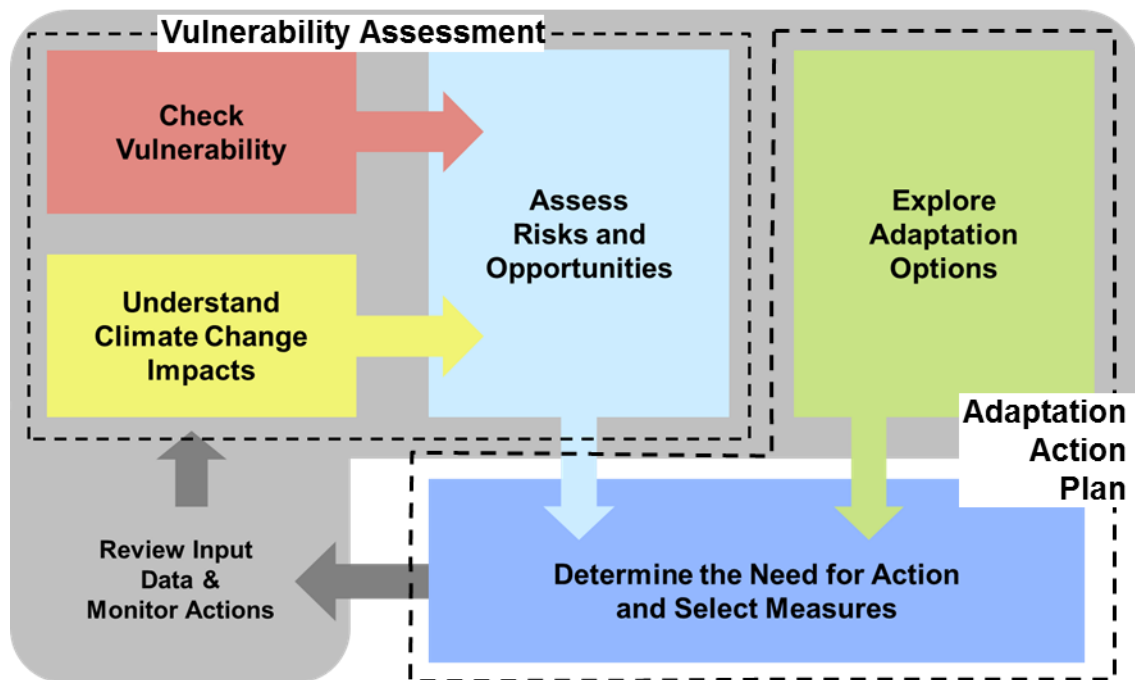 Vulnerability Assessment
Check
Vulnerability
Assess
Risks and
Opportunities
Explore
Adaptation
Options
Understand
Climate Change
Impacts
Adaptation
Action
Plan
Review Input
Data &
Monitor Actions
Determine the Need for Action
and Select Measures